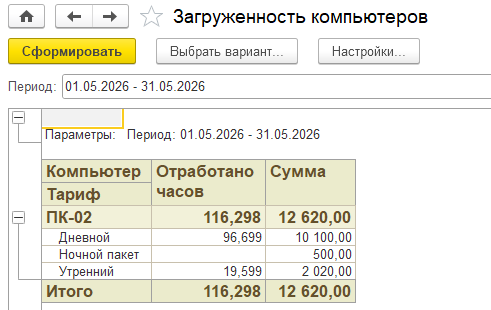 Загруженность компьютеров
Сформировать Выбрать вариант... Настройки...
Период: 01.05.2026 - 31.05.2026
Параметры: Период: 01.05.2026 - 31.05.2026
Компьютер Отработано часов Сумма
Тариф
ПК-02 116,298 12 620,00
Дневной 96,699 10 100,00
Ночной пакет 500,00
Утренний 19,599 2 020,00
Итого 116,298 12 620,00